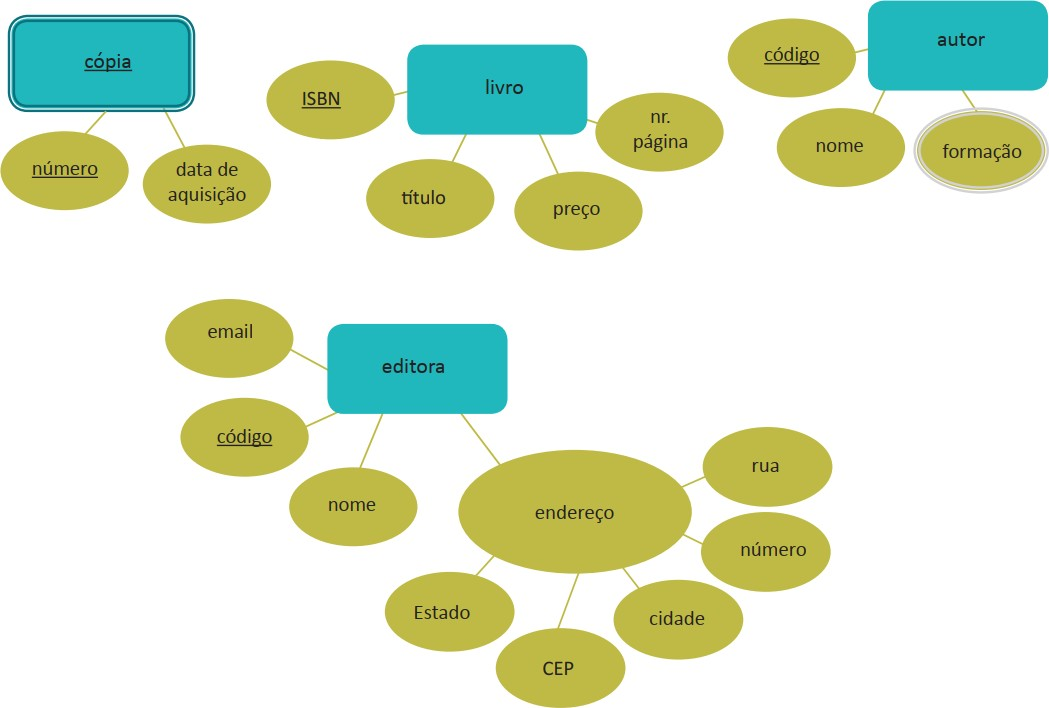 cópia
número
data de
aquisição
livro
ISBN
título
preço
nr.
página
autor
código
nome
formação
editora
email
código
nome
endereço
rua
número
cidade
CEP
Estado